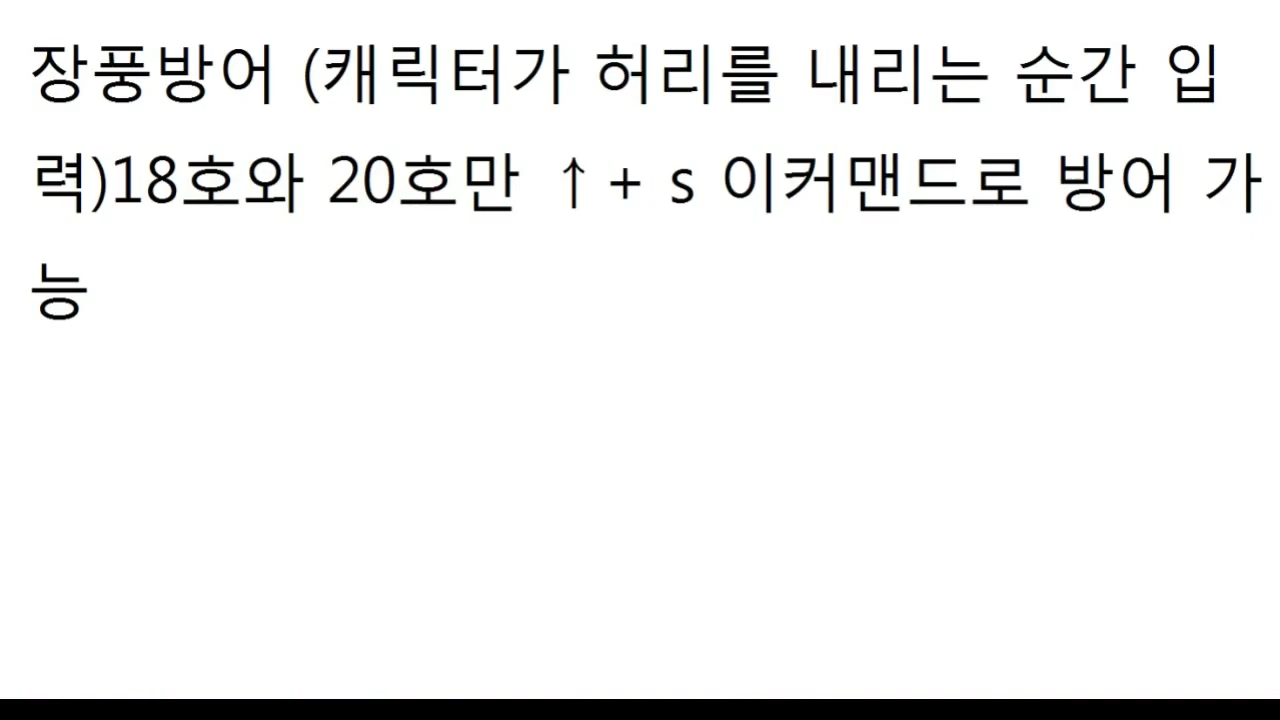 장풍방어 (캐릭터가 허리를 내리는 순간 입
력)18호와 20호만 ↑+ s 이커맨드로 방어 가
능